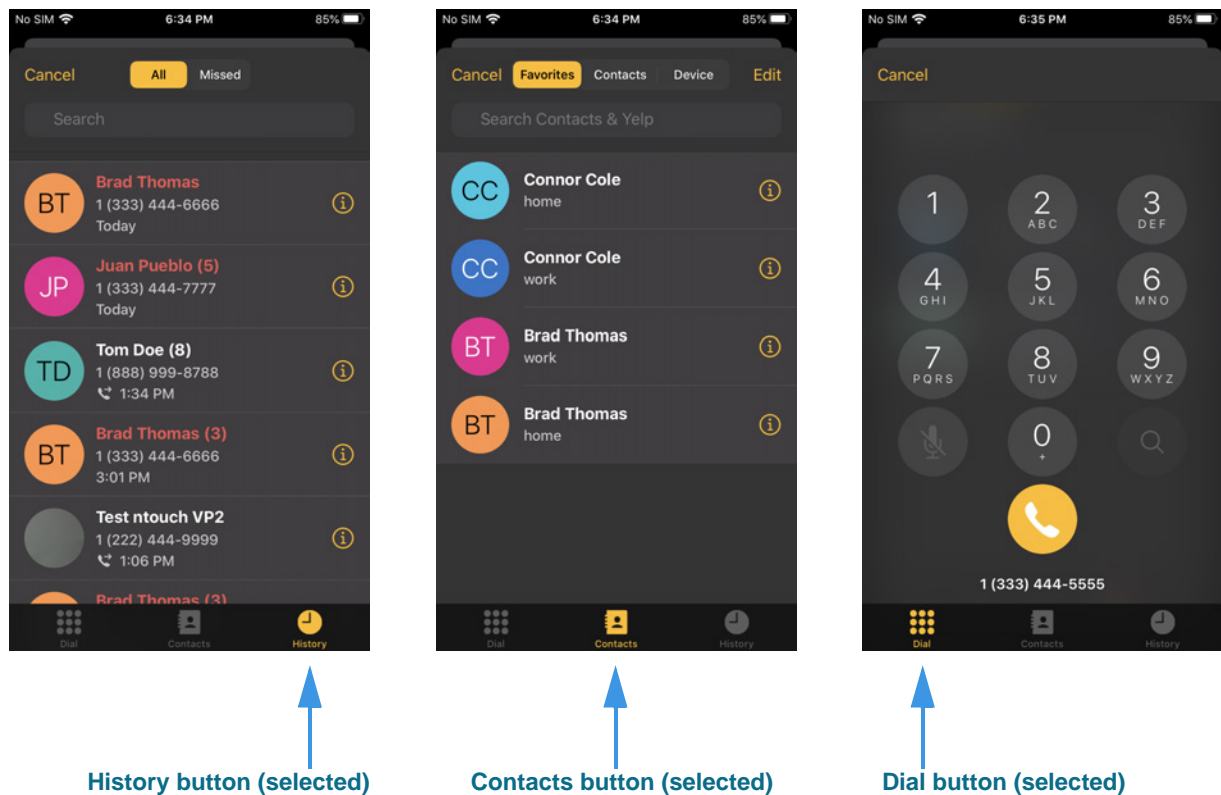 No SIM 6:34 PM 85%
Cancel All Missed
Search
BT Brad Thomas
1 (333) 444-6666
Today
JP Juan Pueblo (5)
1 (333) 444-7777
Today
TD Tom Doe (8)
1 (888) 999-8788
1:34 PM
BT Brad Thomas (3)
1 (333) 444-6666
3:01 PM
Test ntouch VP2
1 (222) 444-9999
1:06 PM
Brad Thomas (3)
Dial Contacts History
History button (selected)
No SIM 6:34 PM 85%
Cancel Favorites Contacts Device Edit
Search Contacts & Yelp
CC Connor Cole
home
CC Connor Cole
work
BT Brad Thomas
work
BT Brad Thomas
home
Dial Contacts History
Contacts button (selected)
No SIM 6:35 PM 85%
Cancel
1 2 3
ABC DEF
4 5 6
GHI JKL MNO
7 8 9
PQRS TUV WXYZ
0
+
1 (333) 444-5555
Dial Contacts History
Dial button (selected)